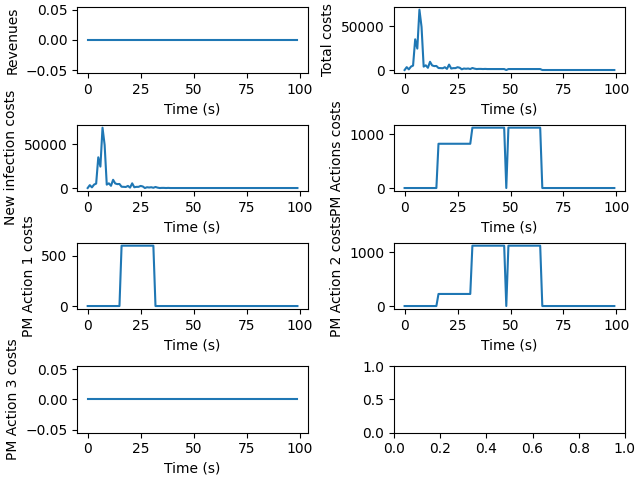 Revenues
0.05
0.00
−0.05
0 25 50 75 100
Time (s)
Total costs
50000
0
0 25 50 75 100
Time (s)
New infection costs
50000
0
0 25 50 75 100
Time (s)
PM Actions costs
1000
0
0 25 50 75 100
Time (s)
PM Action 1 costs
500
0
0 25 50 75 100
Time (s)
PM Action 2 costs
1000
0
0 25 50 75 100
Time (s)
PM Action 3 costs
0.05
0.00
−0.05
0 25 50 75 100
Time (s)
1.0
0.5
0.0
0.0 0.2 0.4 0.6 0.8 1.0